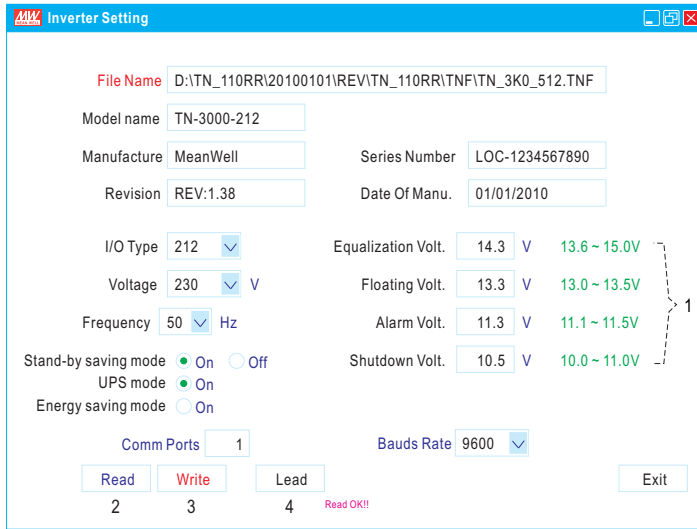 MW MEAN WELL Inverter Setting
File Name D:\TN_110RR\20100101\REV\TN_110RR\TNF\TN_3K0_512.TNF
Model name TN-3000-212
Manufacture MeanWell Series Number LOC-1234567890
Revision REV:1.38 Date Of Manu. 01/01/2010
I/O Type 212 Equalization Volt. 14.3 V 13.6 ~ 15.0V
Voltage 230 V Floating Volt. 13.3 V 13.0 ~ 13.5V
1
Frequency 50 Hz Alarm Volt. 11.3 V 11.1 ~ 11.5V
Stand-by saving mode On Off Shutdown Volt. 10.5 V 10.0 ~ 11.0V
UPS mode On
Energy saving mode On
Comm Ports 1 Bauds Rate 9600
Read Write Lead Exit
2 3 4 Read OK!!